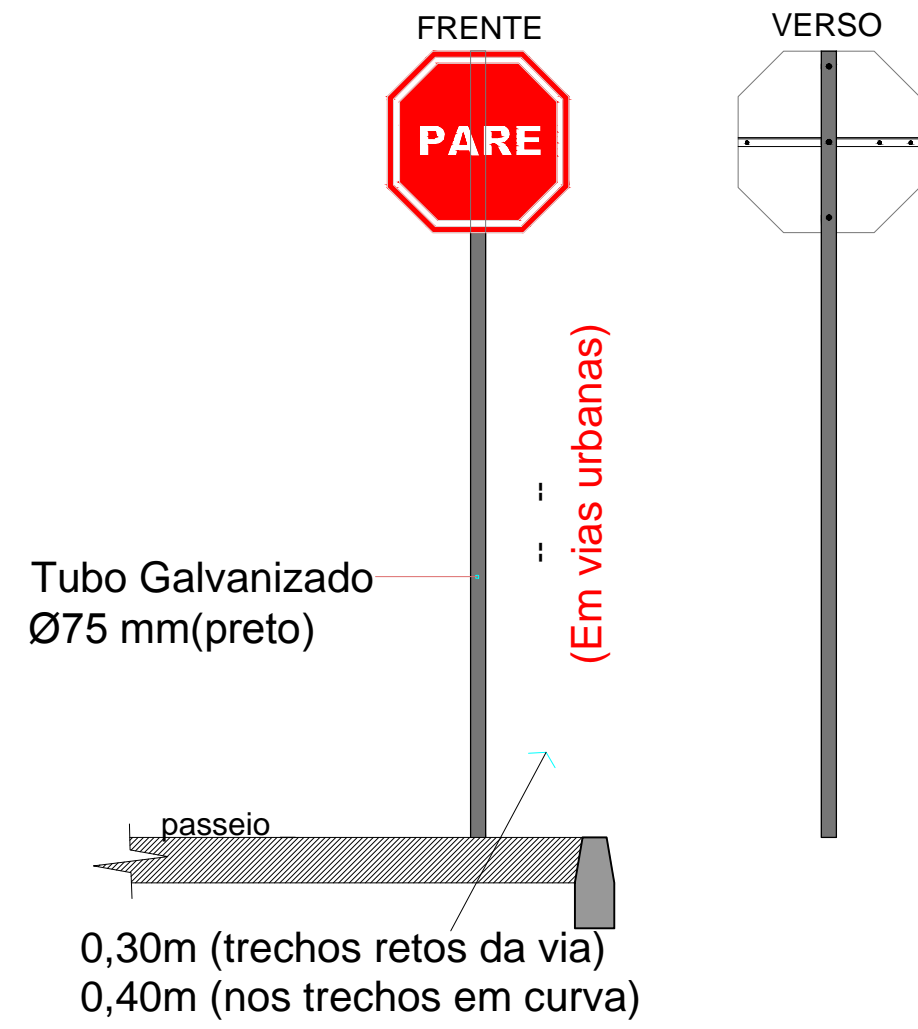 FRENTE
VERSO
PARE
(Em vias urbanas)
Tubo Galvanizado
Ø75 mm(preto)
passeio
0,30m (trechos retos da via)
0,40m (nos trechos em curva)